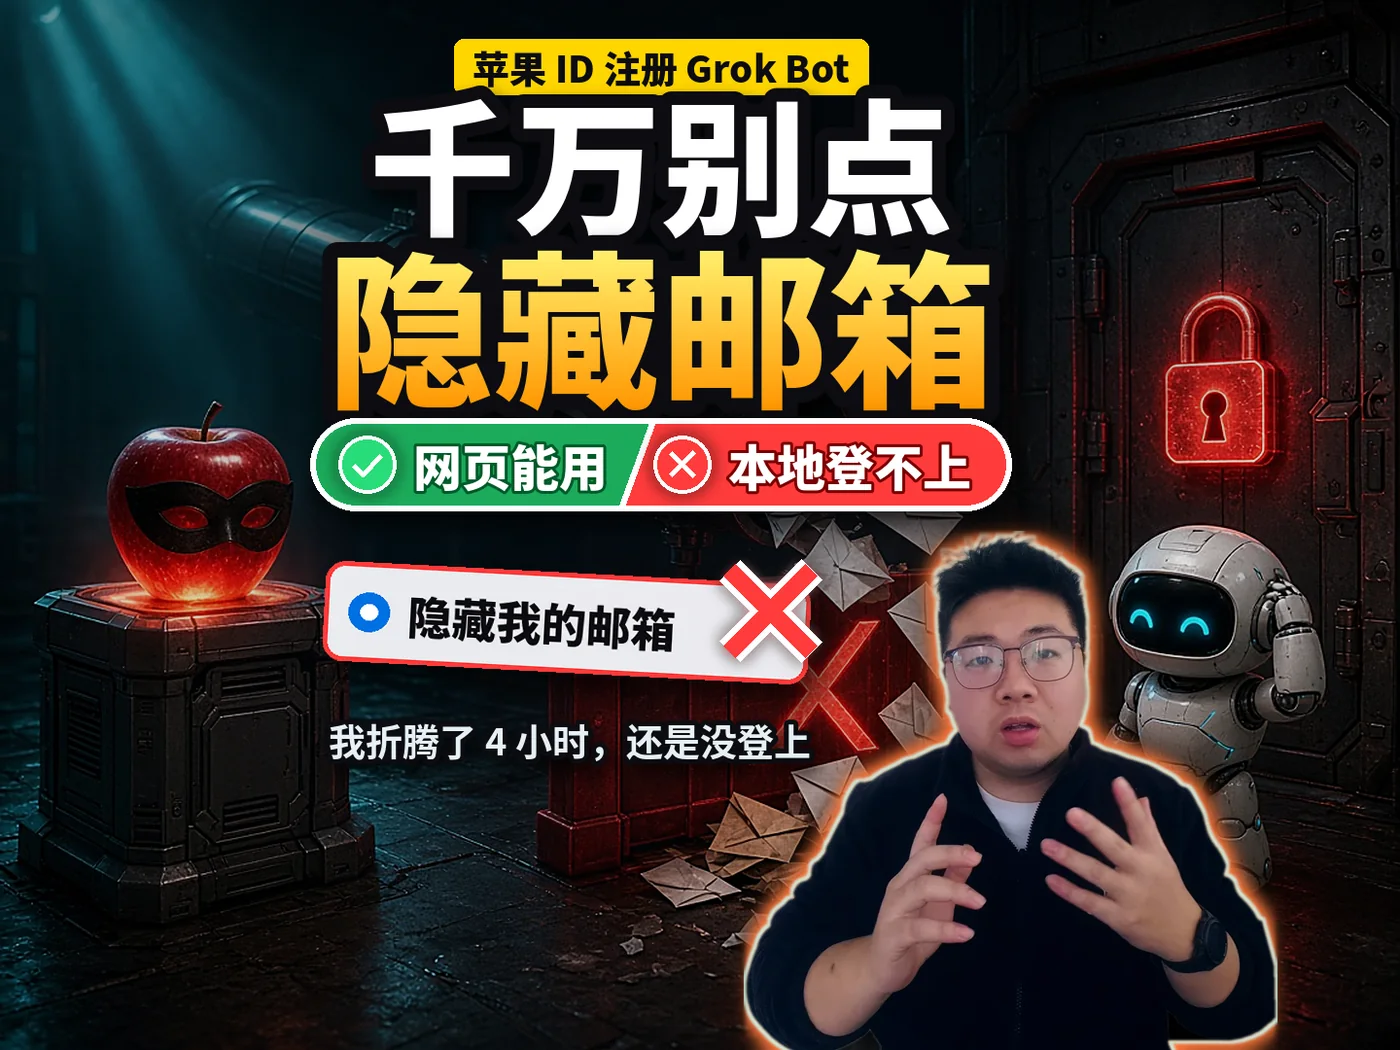 苹果 ID 注册 Grok Bot
千万别点
隐藏邮箱
网页能用 本地登不上
隐藏我的邮箱
我折腾了 4 小时，还是没登上